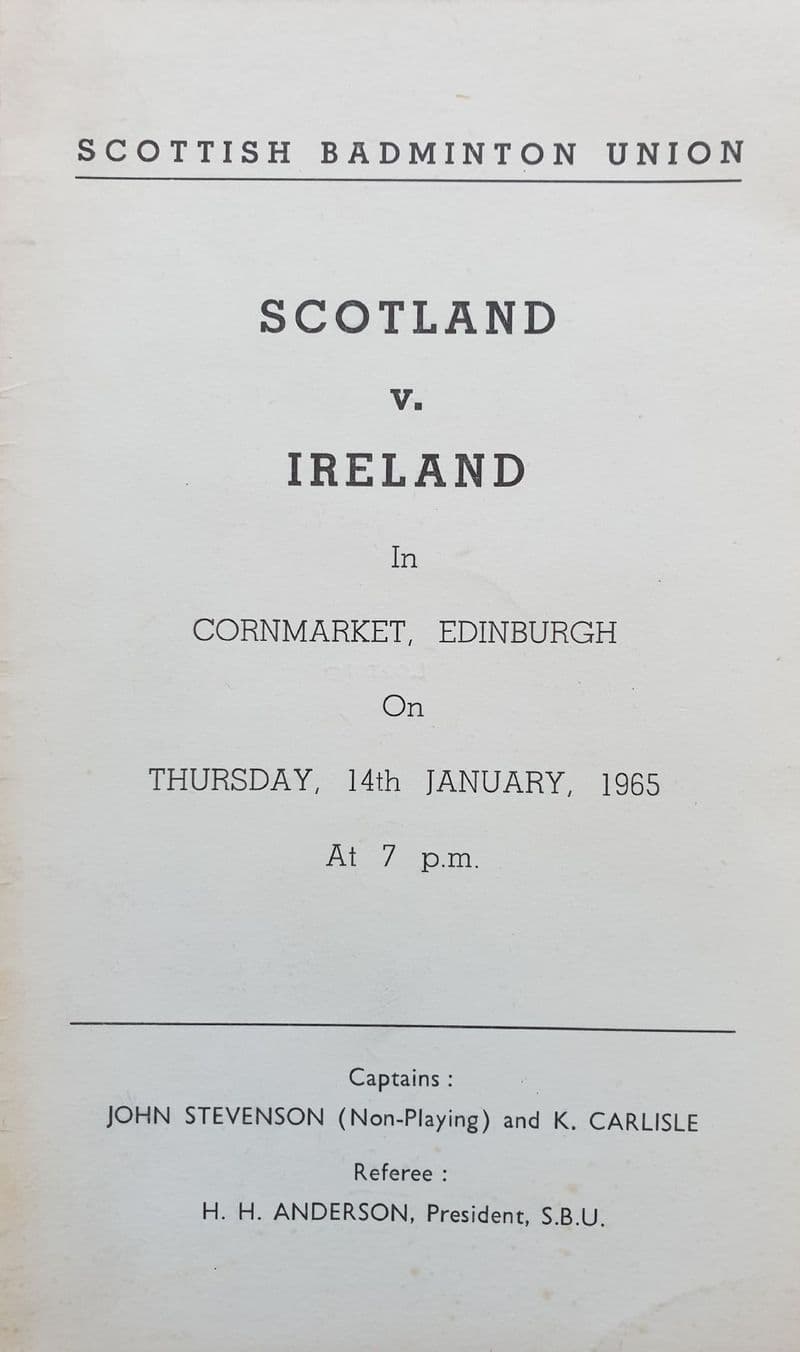 SCOTTISH BADMINTON UNION
SCOTLAND
v.
IRELAND
In
CORNMARKET, EDINBURGH
On
THURSDAY, 14th JANUARY, 1965
At 7 p.m.
Captains :
JOHN STEVENSON (Non-Playing) and K. CARLISLE
Referee :
H. H. ANDERSON, President, S.B.U.